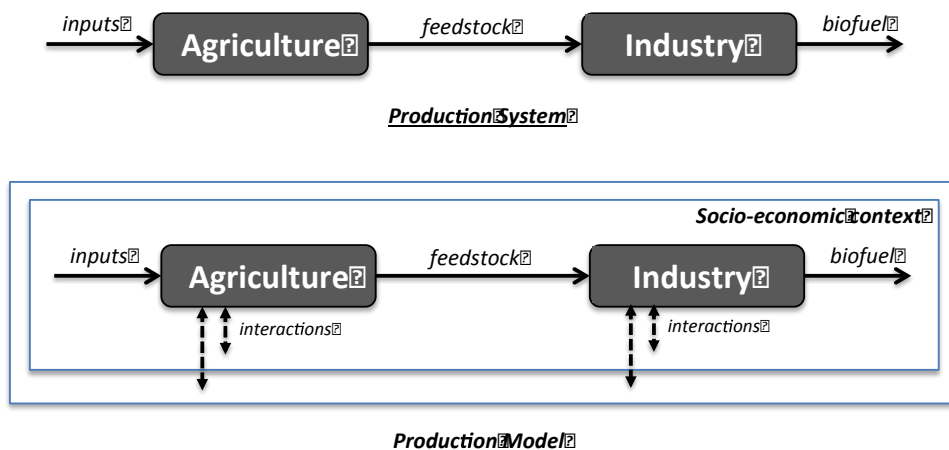 inputs
Agriculture
feedstock
Industry
biofuel
Production System
Socio-economic context
inputs
Agriculture
feedstock
Industry
biofuel
interactions
interactions
Production Model